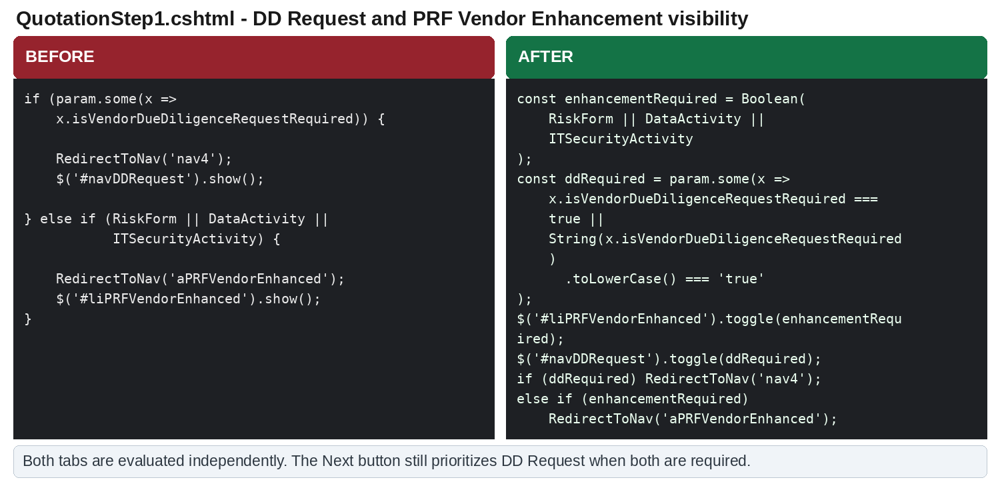 QuotationStep1.cshtml - DD Request and PRF Vendor Enhancement visibility
BEFORE
if (param.some(x =>
    x.isVendorDueDiligenceRequestRequired)) {
    RedirectToNav('nav4');
    $('#navDDRequest').show();
} else if (RiskForm || DataActivity ||
           ITSecurityActivity) {
    RedirectToNav('aPRFVendorEnhanced');
    $('#liPRFVendorEnhanced').show();
}
AFTER
const enhancementRequired = Boolean(
    RiskForm || DataActivity ||
    ITSecurityActivity
);
const ddRequired = param.some(x =>
    x.isVendorDueDiligenceRequestRequired ===
    true ||
    String(x.isVendorDueDiligenceRequestRequired
    )
      .toLowerCase() === 'true'
);
$('#liPRFVendorEnhanced').toggle(enhancementRequ
ired);
$('#navDDRequest').toggle(ddRequired);
if (ddRequired) RedirectToNav('nav4');
else if (enhancementRequired)
    RedirectToNav('aPRFVendorEnhanced');
Both tabs are evaluated independently. The Next button still prioritizes DD Request when both are required.